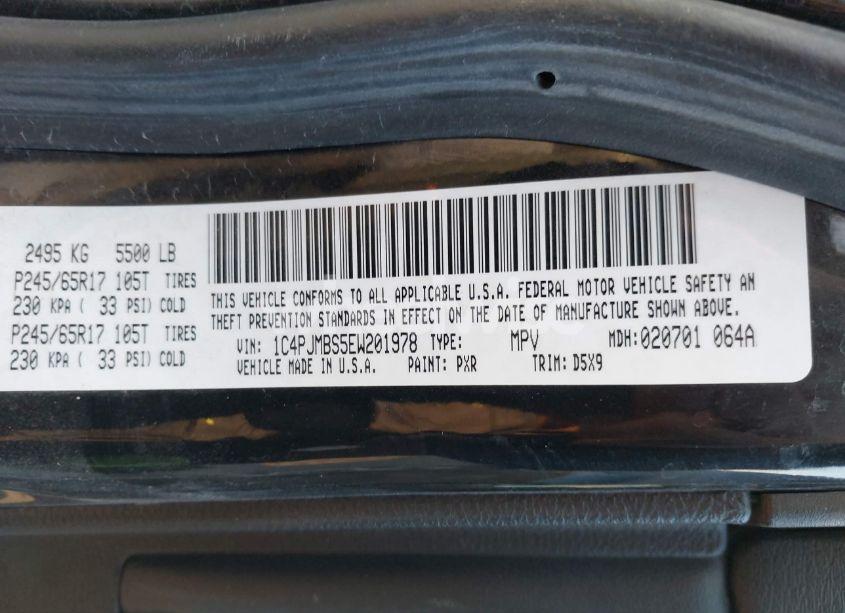 2495 KG 5500 LB
P245/65R17 105T TIRES
230 KPA ( 33 PSI) COLD
P245/65R17 105T TIRES
230 KPA ( 33 PSI) COLD
THIS VEHICLE CONFORMS TO ALL APPLICABLE U.S.A. FEDERAL MOTOR VEHICLE SAFETY AN
THEFT PREVENTION STANDARDS IN EFFECT ON THE DATE OF MANUFACTURE SHOWN ABOVE.
VIN: 1C4PJMBS5EW201978 TYPE: MPV MDH: 020701 064A
VEHICLE MADE IN U.S.A. PAINT: PXR TRIM: D5X9